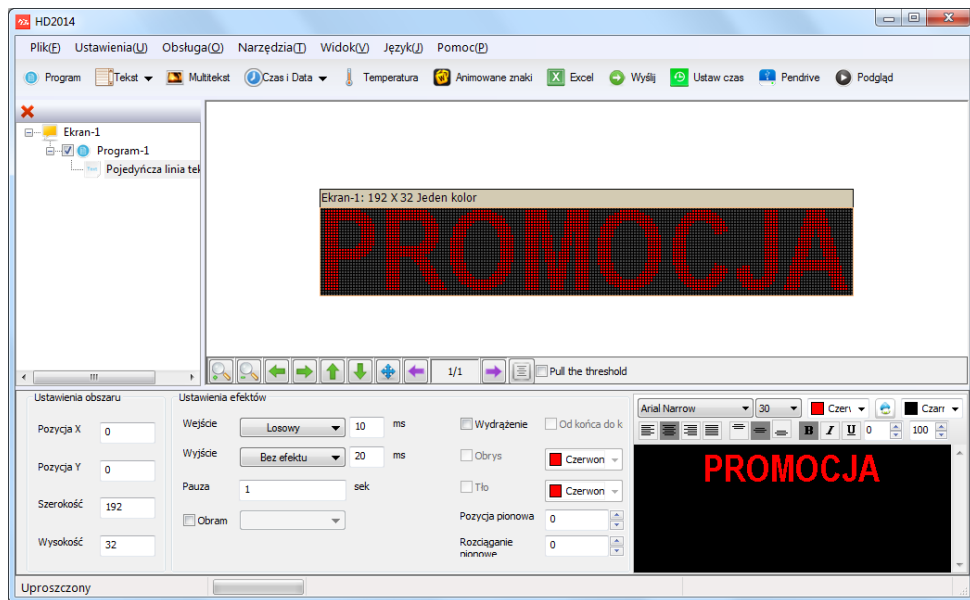 HD2014
Plik(F) Ustawienia(U) Obsługa(O) Narzędzia(T) Widok(V) Język(J) Pomoc(P)
Program Tekst Multitekst Czas i Data Temperatura Animowane znaki Excel Wyślij Ustaw czas Pendrive Podgląd
Ekran-1
Program-1
Pojedyńcza linia tek
Ekran-1: 192 X 32 Jeden kolor
PROMOCJA
1/1 Pull the threshold
Ustawienia obszaru
Pozycja X 0
Pozycja Y 0
Szerokość 192
Wysokość 32
Ustawienia efektów
Wejście Losowy 10 ms
Wyjście Bez efektu 20 ms
Pauza 1 sek
Obram
Wydrążenie Od końca do k
Obrys Czerwon
Tło Czerwon
Pozycja pionowa 0
Rozciąganie pionowe 0
Arial Narrow 30 Czerv Czarr
B I U 0 100
PROMOCJA
Uproszczony